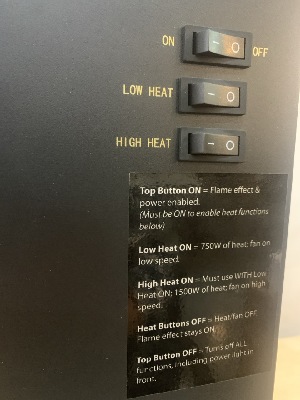 ON – O OFF
LOW HEAT – O
HIGH HEAT – O
Top Button ON = Flame effect &
power enabled.
(Must be ON to enable heat functions
below)
Low Heat ON = 750W of heat; fan on
low speed.
High Heat ON = Must use WITH Low
Heat ON; 1500W of heat; fan on high
speed.
Heat Buttons OFF = Heat/fan OFF.
Flame effect stays ON.
Top Button OFF = Turns off ALL
functions, including power light in
front.